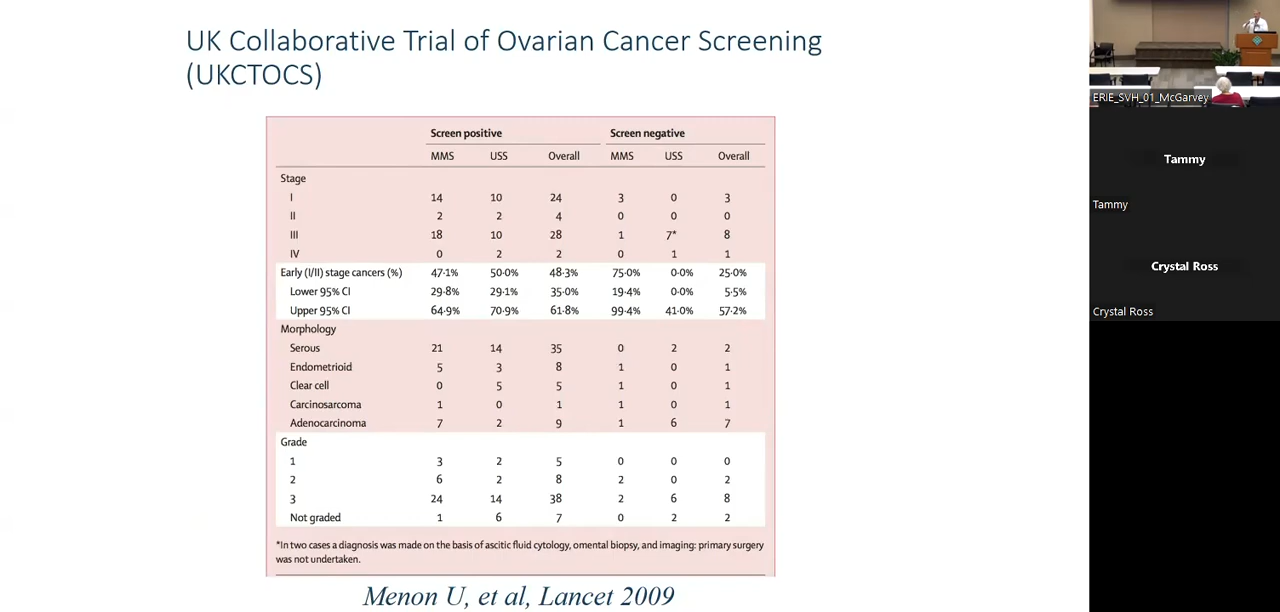 UK Collaborative Trial of Ovarian Cancer Screening
(UKCTOCS)
Screen positive Screen negative
MMS USS Overall MMS USS Overall
Stage
I 14 10 24 3 0 3
II 2 2 4 0 0 0
III 18 10 28 1 7* 8
IV 0 2 2 0 1 1
Early (I/II) stage cancers (%) 47·1% 50·0% 48·3% 75·0% 0·0% 25·0%
Lower 95% CI 29·8% 29·1% 35·0% 19·4% 0·0% 5·5%
Upper 95% CI 64·9% 70·9% 61·8% 99·4% 41·0% 57·2%
Morphology
Serous 21 14 35 0 2 2
Endometrioid 5 3 8 1 0 1
Clear cell 0 5 5 1 0 1
Carcinosarcoma 1 0 1 1 0 1
Adenocarcinoma 7 2 9 1 6 7
Grade
1 3 2 5 0 0 0
2 6 2 8 2 0 2
3 24 14 38 2 6 8
Not graded 1 6 7 0 2 2
*In two cases a diagnosis was made on the basis of ascitic fluid cytology, omental biopsy, and imaging: primary surgery
was not undertaken.
Menon U, et al, Lancet 2009
ERIE_SVH_01_McGarvey
Tammy
Tammy
Crystal Ross
Crystal Ross